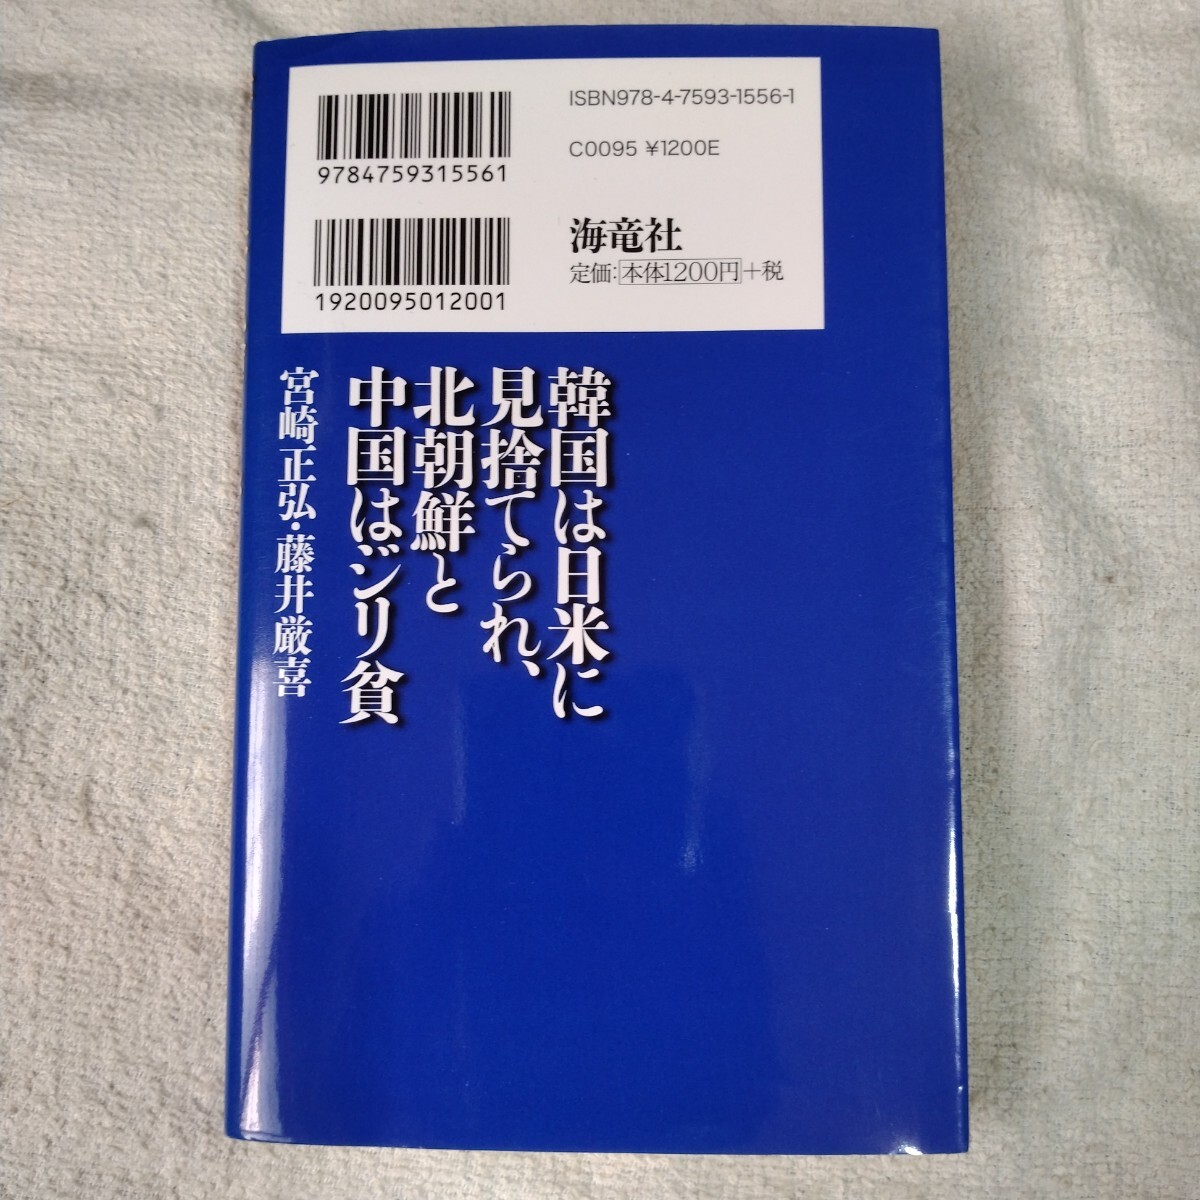 ISBN978-4-7593-1556-1
C0095 ¥1200E
9784759315561
1920095012001
海竜社
定価:本体1200円+税
韓国は日米に
見捨てられ、
北朝鮮と
中国はジリ貧
宮崎正弘・藤井厳喜